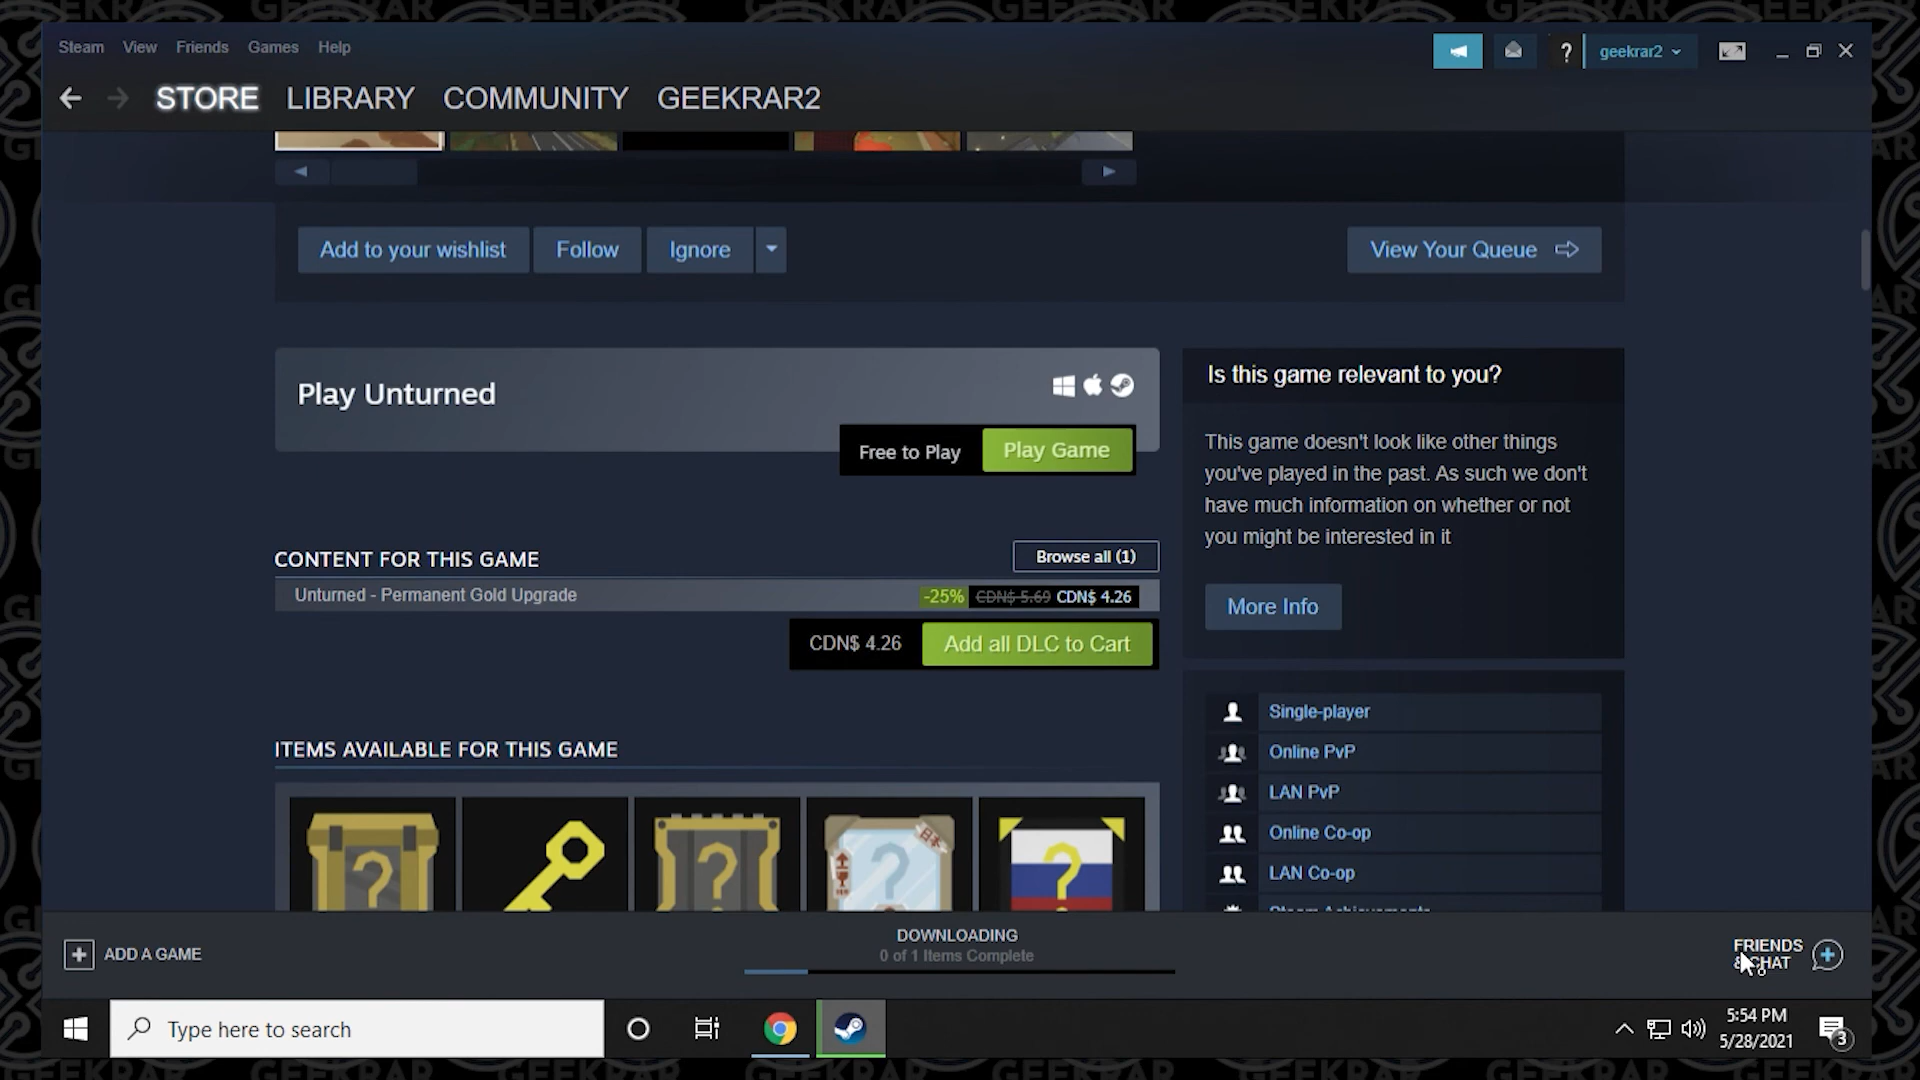 Steam View Friends Games Help
geekrar2
STORE LIBRARY COMMUNITY GEEKRAR2
Add to your wishlist Follow Ignore View Your Queue
Play Unturned
Free to Play Play Game
CONTENT FOR THIS GAME Browse all (1)
Unturned - Permanent Gold Upgrade -25% CDN$ 5.69 CDN$ 4.26
CDN$ 4.26 Add all DLC to Cart
ITEMS AVAILABLE FOR THIS GAME
Is this game relevant to you?
This game doesn't look like other things
you've played in the past. As such we don't
have much information on whether or not
you might be interested in it
More Info
Single-player
Online PvP
LAN PvP
Online Co-op
LAN Co-op
Steam Achievements
日本
ADD A GAME
DOWNLOADING
0 of 1 Items Complete
FRIENDS
& CHAT
Type here to search
5:54 PM
5/28/2021
3